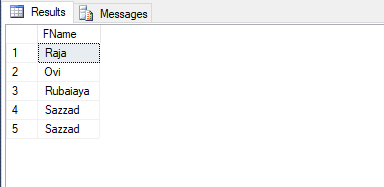 Results Messages
FName
1 Raja
2 Ovi
3 Rubaiaya
4 Sazzad
5 Sazzad